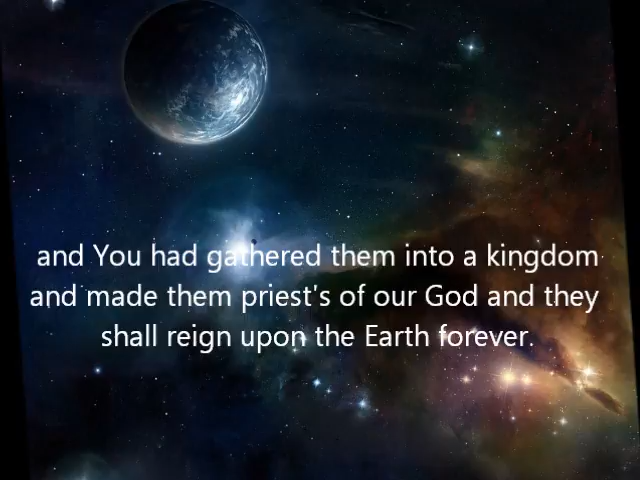 and You had gathered them into a kingdom
and made them priest's of our God and they
shall reign upon the Earth forever.